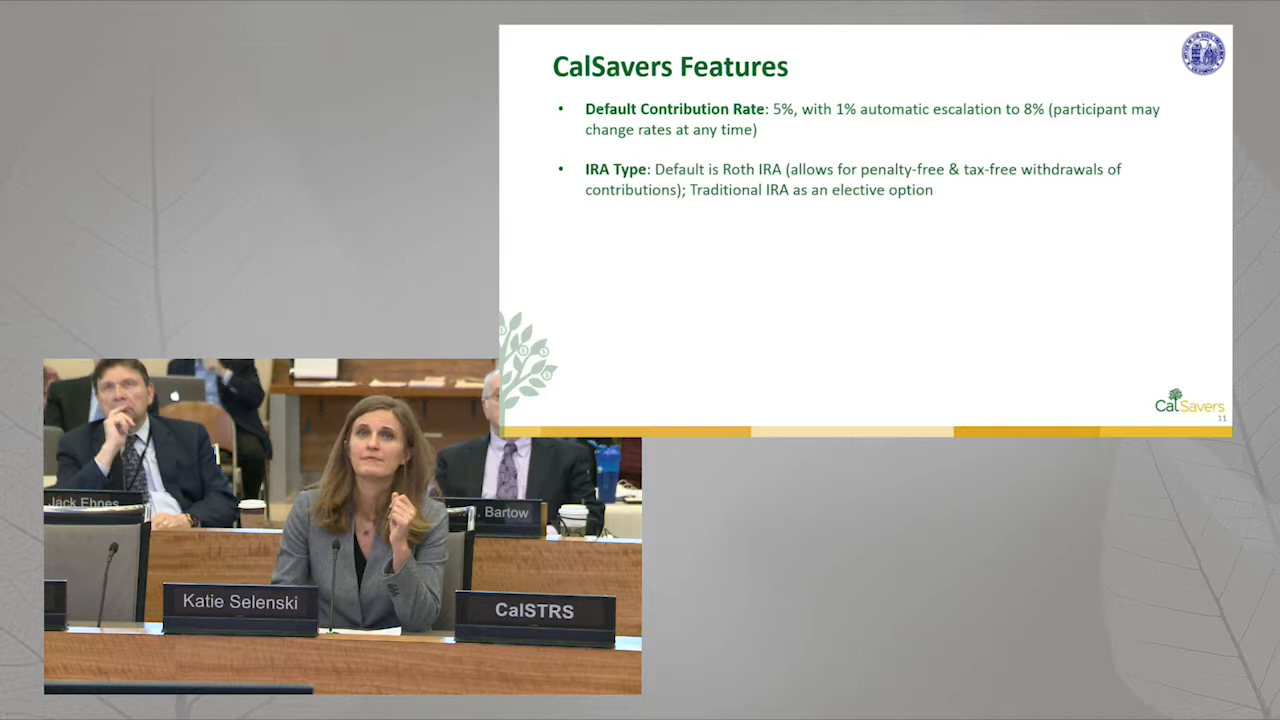 CalSavers Features
• Default Contribution Rate: 5%, with 1% automatic escalation to 8% (participant may
change rates at any time)
• IRA Type: Default is Roth IRA (allows for penalty-free & tax-free withdrawals of
contributions); Traditional IRA as an elective option
CalSavers
11
Jack Ehnes
. Bartow
Katie Selenski
CalSTRS